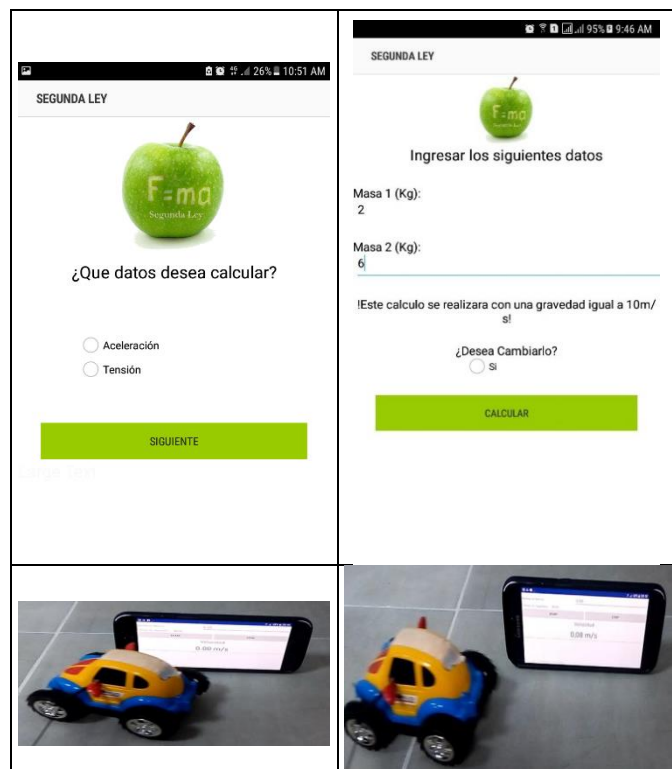 26% 10:51 AM
SEGUNDA LEY
F=ma
Segunda Ley
¿Que datos desea calcular?
Aceleración
Tensión
SIGUIENTE
95% 9:46 AM
SEGUNDA LEY
F=ma
Ingresar los siguientes datos
Masa 1 (Kg):
2
Masa 2 (Kg):
6
!Este calculo se realizara con una gravedad igual a 10m/
s!
¿Desea Cambiarlo?
Si
CALCULAR
0.00 m/s
0,08 m/s